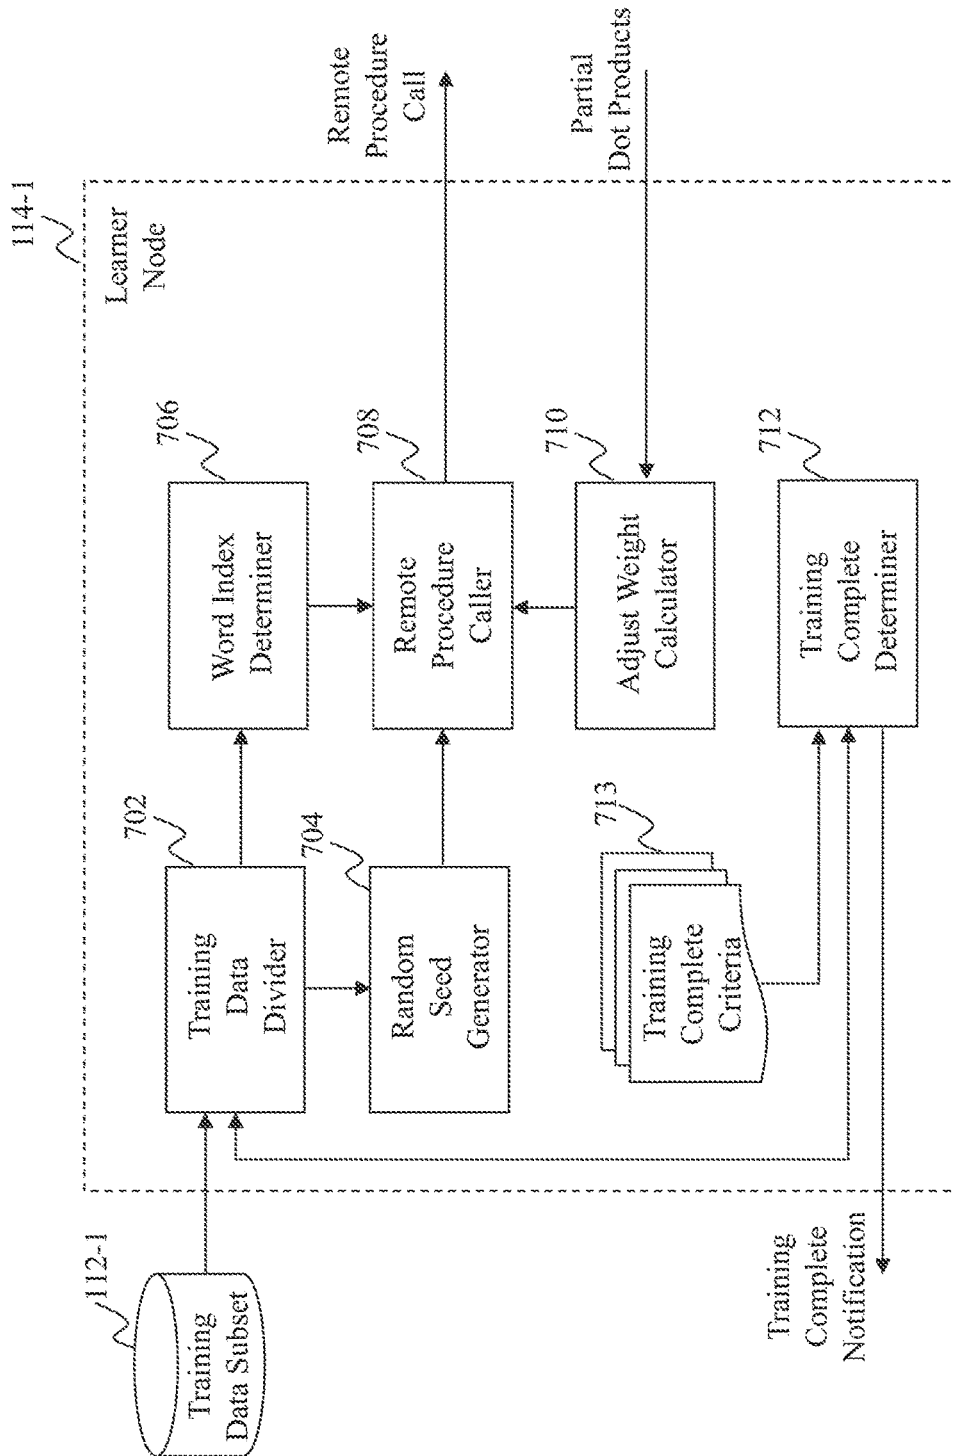 114-1
Learner
Node
112-1
Training
Data Subset
702
Training
Data
Divider
706
Word Index
Determiner
704
Random
Seed
Generator
708
Remote
Procedure
Caller
Remote
Procedure
Call
710
Adjust Weight
Calculator
Partial
Dot Products
713
Training
Complete
Criteria
712
Training
Complete
Determiner
Training
Complete
Notification